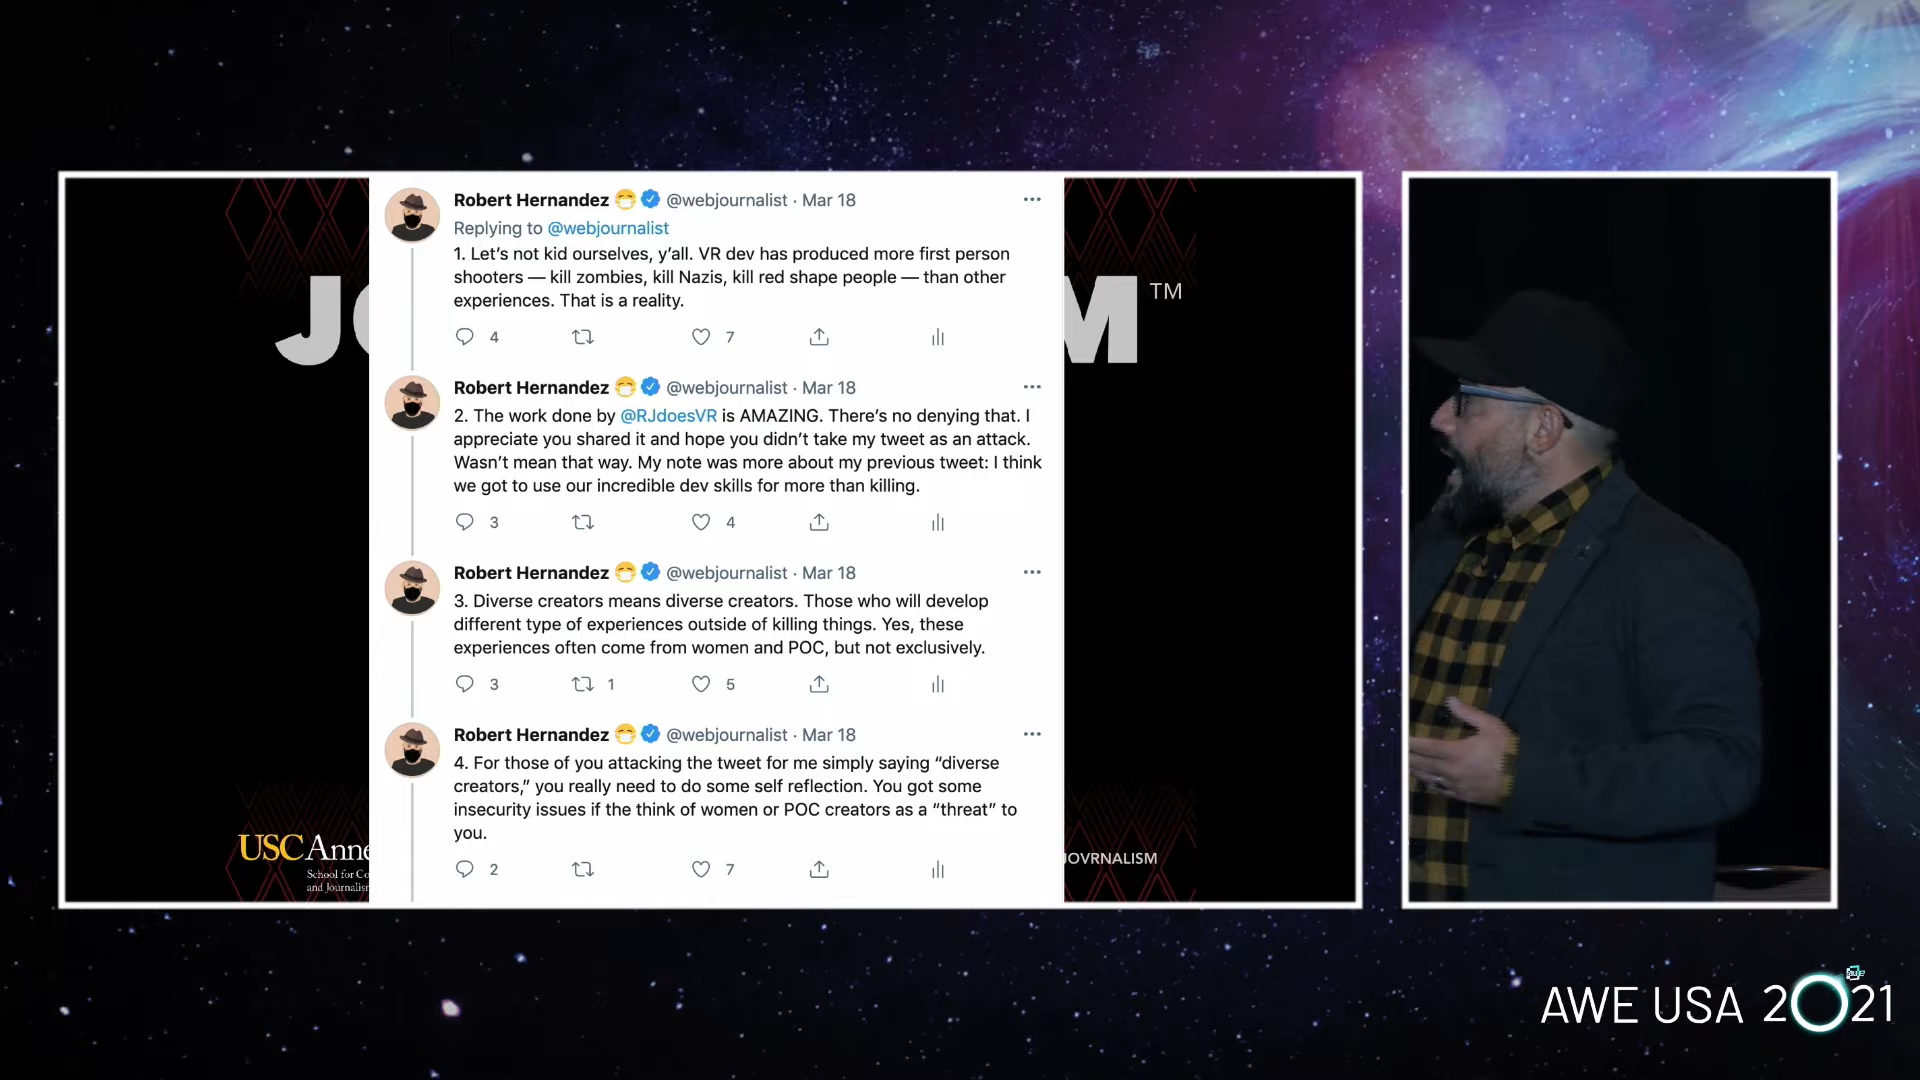 Robert Hernandez @webjournalist · Mar 18
Replying to @webjournalist
1. Let’s not kid ourselves, y’all. VR dev has produced more first person
shooters — kill zombies, kill Nazis, kill red shape people — than other
experiences. That is a reality.
4 7
Robert Hernandez @webjournalist · Mar 18
2. The work done by @RJdoesVR is AMAZING. There’s no denying that. I
appreciate you shared it and hope you didn’t take my tweet as an attack.
Wasn’t mean that way. My note was more about my previous tweet: I think
we got to use our incredible dev skills for more than killing.
3 4
Robert Hernandez @webjournalist · Mar 18
3. Diverse creators means diverse creators. Those who will develop
different type of experiences outside of killing things. Yes, these
experiences often come from women and POC, but not exclusively.
3 1 5
Robert Hernandez @webjournalist · Mar 18
4. For those of you attacking the tweet for me simply saying “diverse
creators,” you really need to do some self reflection. You got some
insecurity issues if the think of women or POC creators as a “threat” to
you.
2 7
J
M TM
USC Anne
School for Co
and Journalism
JOVRNALISM
AWE USA 2021